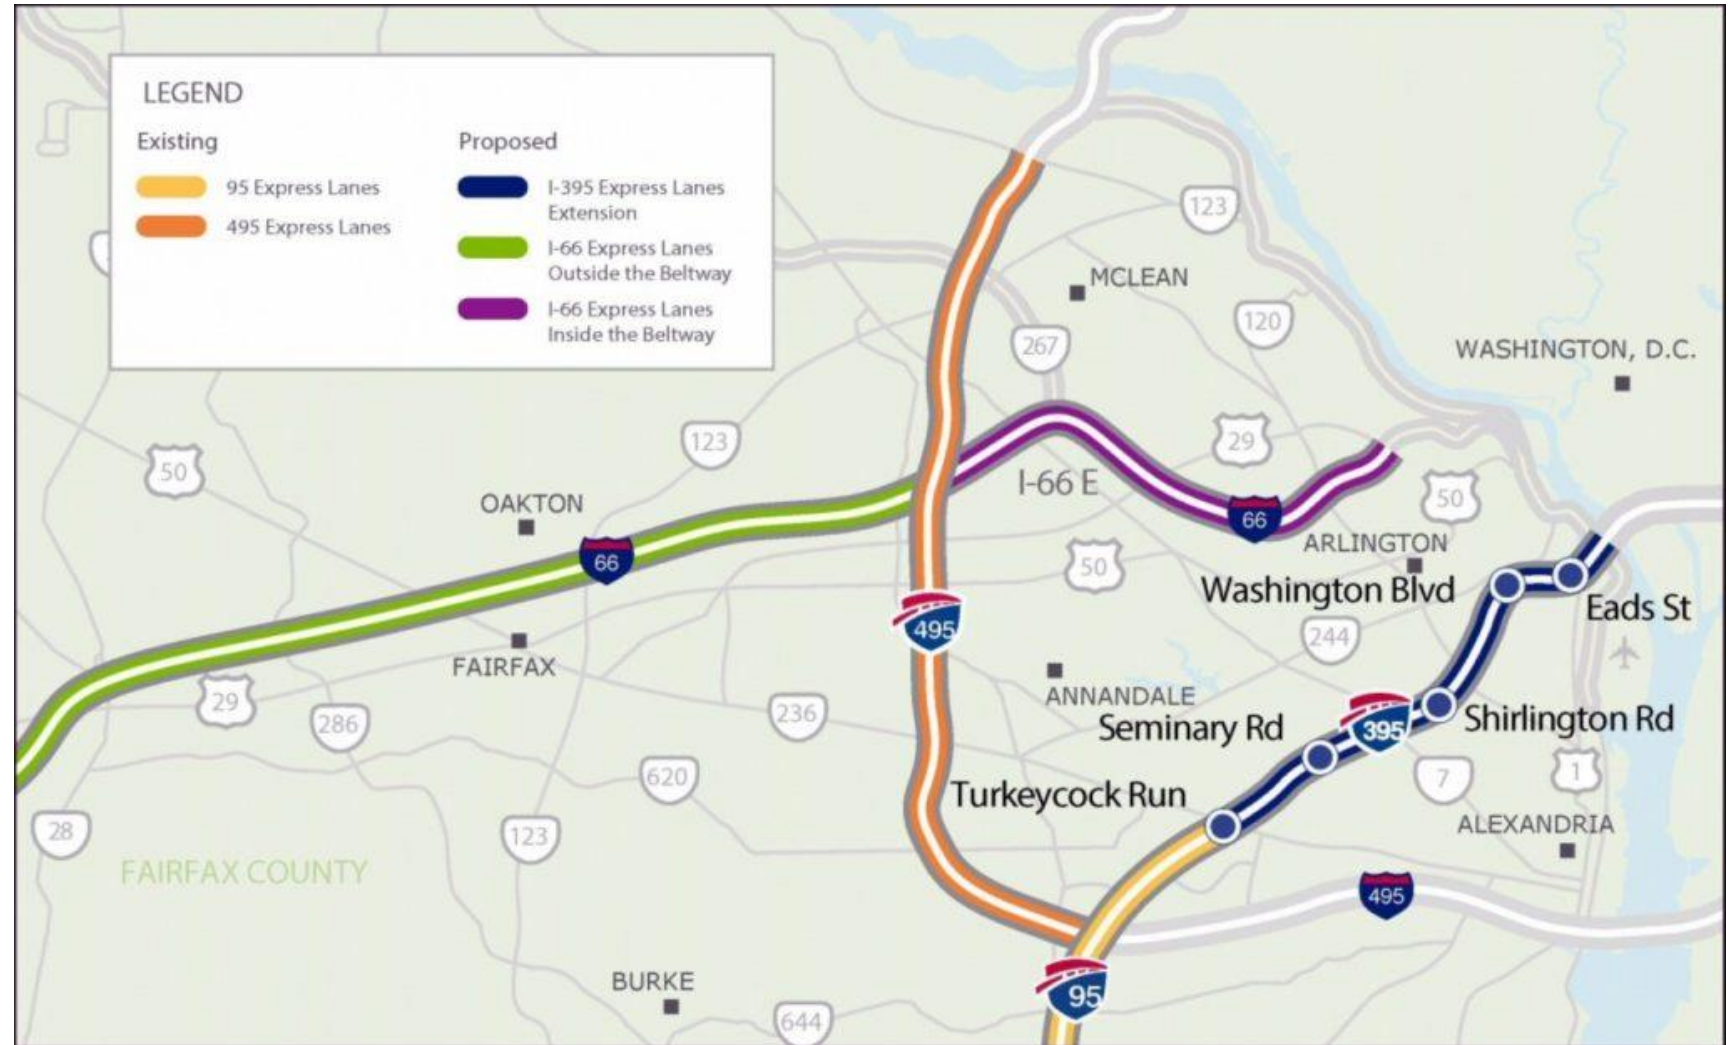 LEGEND
Existing
Proposed
95 Express Lanes
495 Express Lanes
I-395 Express Lanes
Extension
I-66 Express Lanes
Outside the Beltway
I-66 Express Lanes
Inside the Beltway
123
MCLEAN
120
267
WASHINGTON, D.C.
123
29
50
I-66 E
50
OAKTON
66
66
ARLINGTON
50
Washington Blvd
Eads St
495
244
FAIRFAX
ANNANDALE
29
286
236
Seminary Rd
395
Shirlington Rd
620
7
1
Turkeycock Run
28
123
ALEXANDRIA
FAIRFAX COUNTY
495
BURKE
95
644